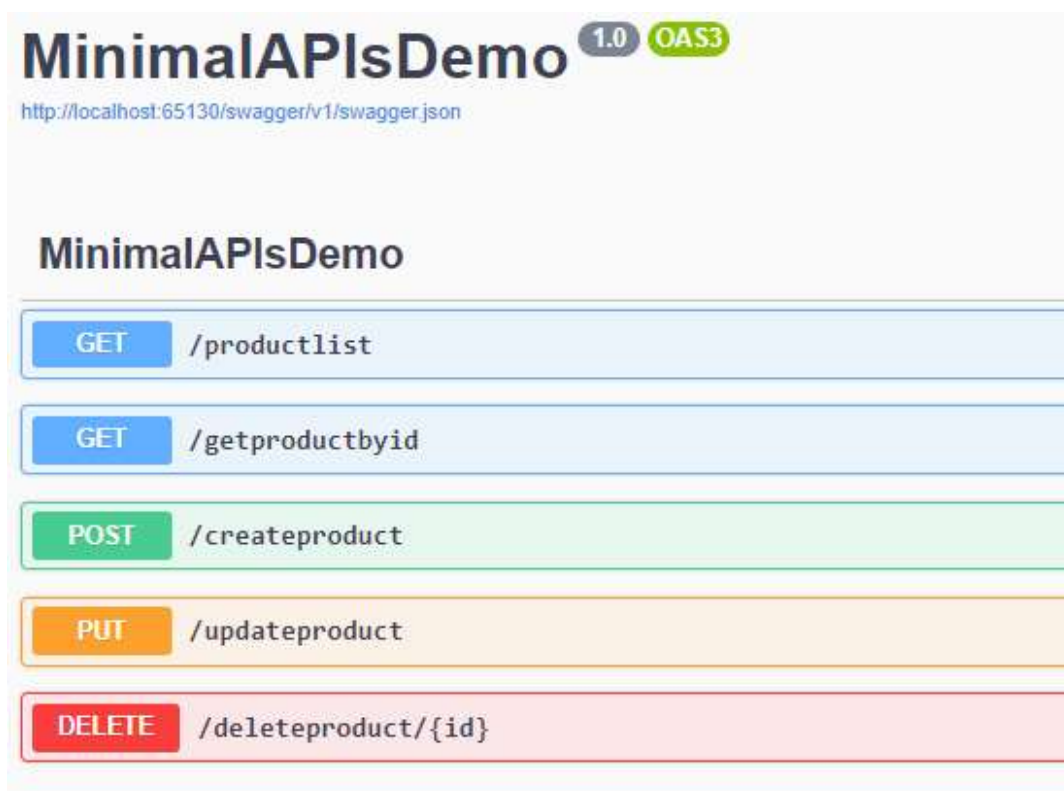 MinimalAPIsDemo 1.0 OAS3
http://localhost:65130/swagger/v1/swagger.json
MinimalAPIsDemo
GET /productlist
GET /getproductbyid
POST /createproduct
PUT /updateproduct
DELETE /deleteproduct/{id}